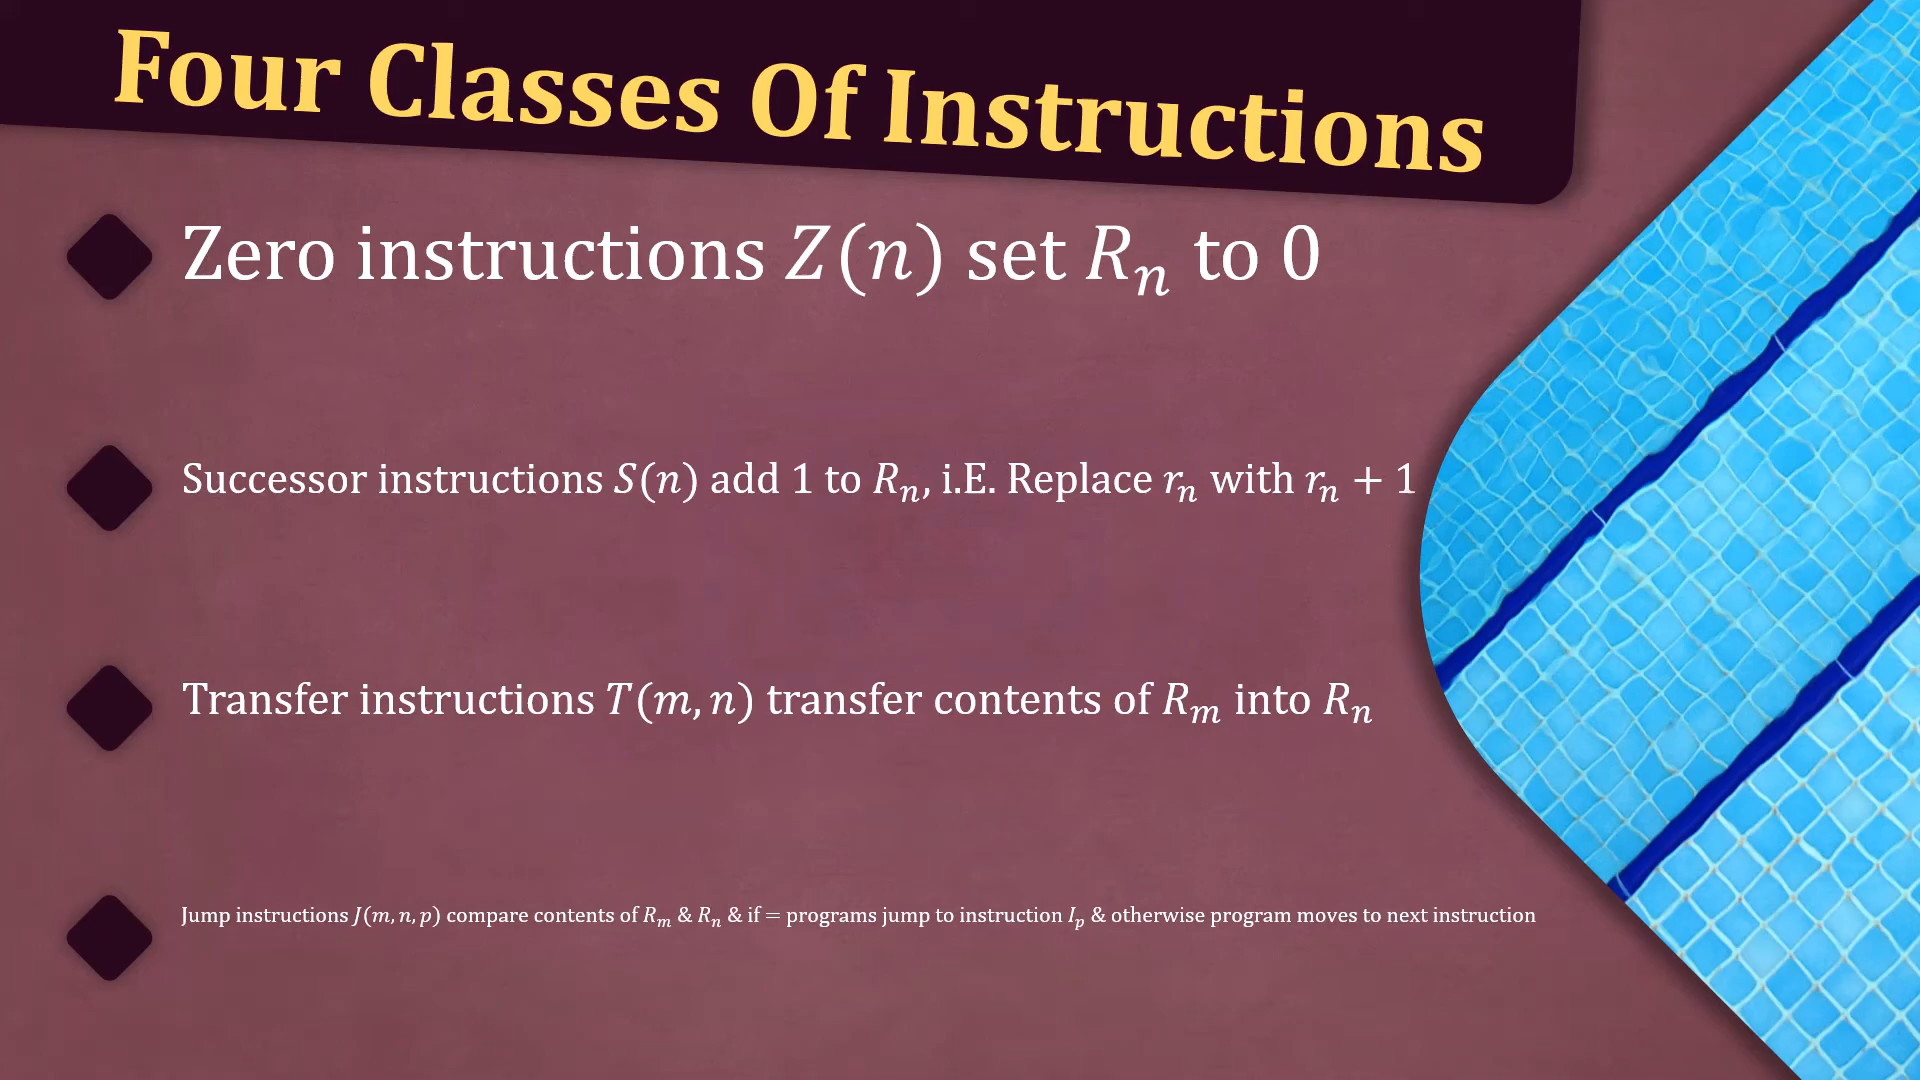 Four Classes Of Instructions
Zero instructions Z(n) set Rₙ to 0
Successor instructions S(n) add 1 to Rₙ, i.E. Replace rₙ with rₙ + 1
Transfer instructions T(m, n) transfer contents of Rₘ into Rₙ
Jump instructions J(m, n, p) compare contents of Rₘ & Rₙ & if = programs jump to instruction Iₚ & otherwise program moves to next instruction